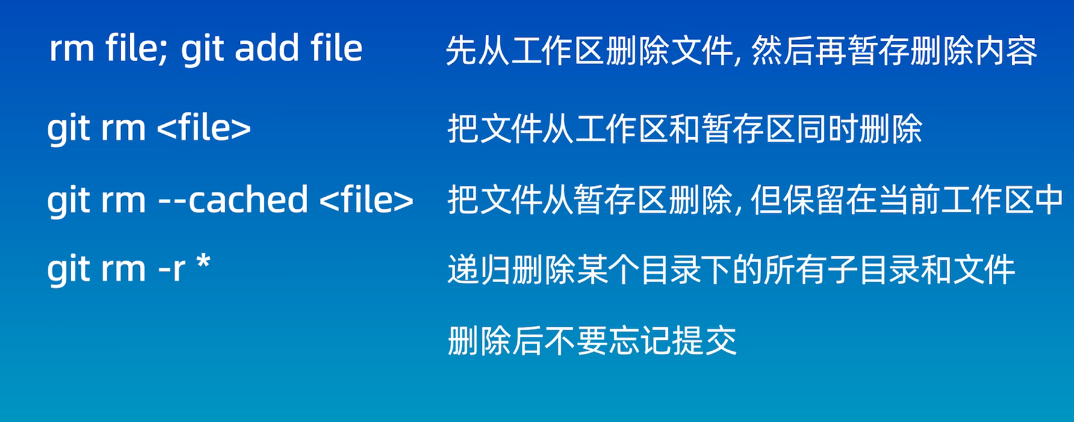 rm file; git add file 先从工作区删除文件, 然后再暂存删除内容
git rm <file> 把文件从工作区和暂存区同时删除
git rm --cached <file> 把文件从暂存区删除, 但保留在当前工作区中
git rm -r * 递归删除某个目录下的所有子目录和文件
删除后不要忘记提交